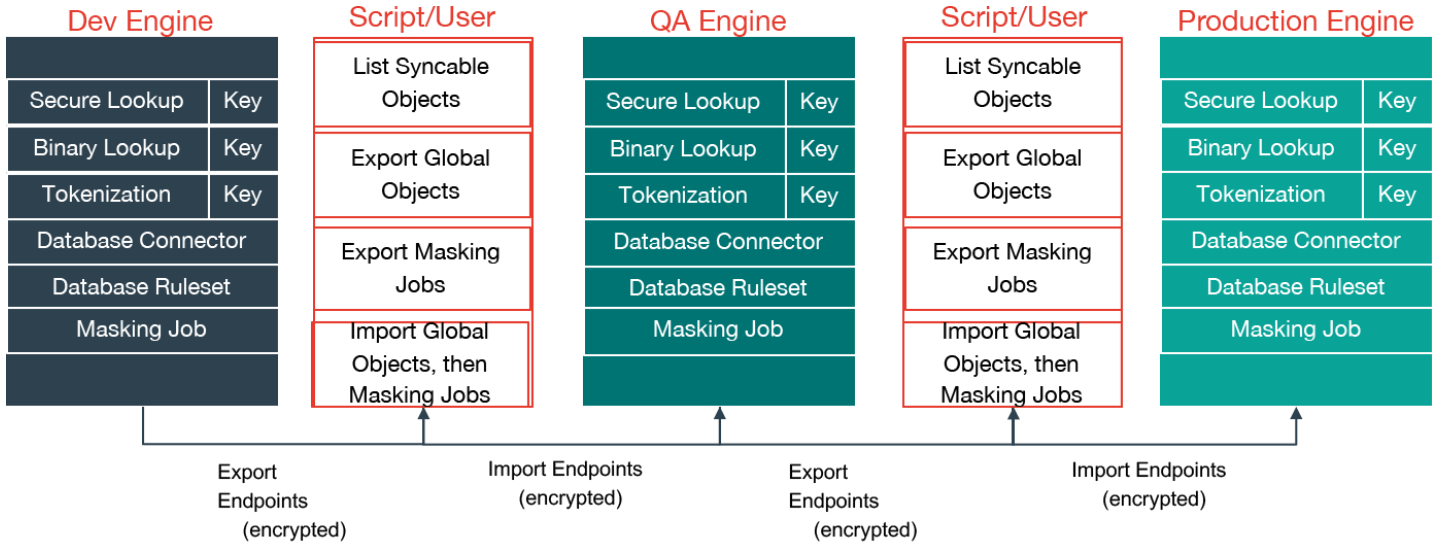 Dev Engine
Secure Lookup Key
Binary Lookup Key
Tokenization Key
Database Connector
Database Ruleset
Masking Job
Script/User
List Syncable
Objects
Export Global
Objects
Export Masking
Jobs
Import Global
Objects, then
Masking Jobs
QA Engine
Secure Lookup Key
Binary Lookup Key
Tokenization Key
Database Connector
Database Ruleset
Masking Job
Script/User
List Syncable
Objects
Export Global
Objects
Export Masking
Jobs
Import Global
Objects, then
Masking Jobs
Production Engine
Secure Lookup Key
Binary Lookup Key
Tokenization Key
Database Connector
Database Ruleset
Masking Job
Export
Endpoints
(encrypted)
Import Endpoints
(encrypted)
Export
Endpoints
(encrypted)
Import Endpoints
(encrypted)